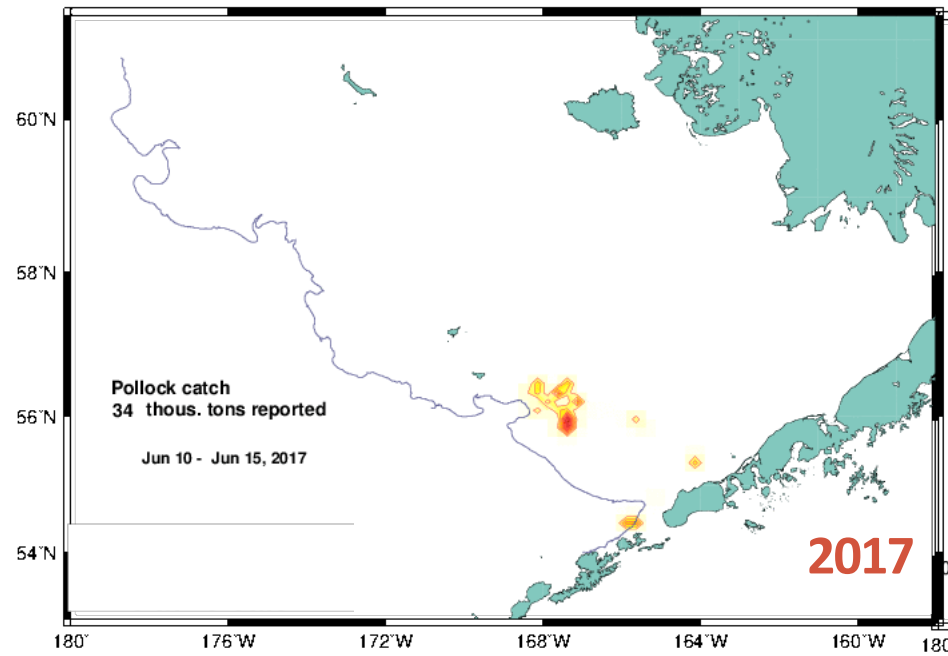 60°N
58°N
56°N
54°N
Pollock catch
34 thous. tons reported
Jun 10 - Jun 15, 2017
2017
180°
176°W
172°W
168°W
164°W
160°W
180